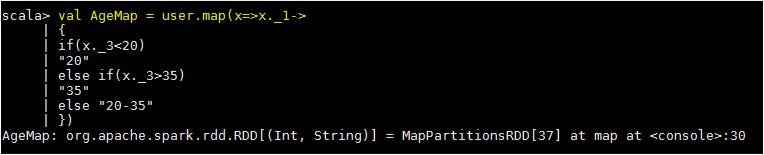 scala> val AgeMap = user.map(x=>x._1->
| {
| if(x._3<20)
| "20"
| else if(x._3>35)
| "35"
| else "20-35"
| })
AgeMap: org.apache.spark.rdd.RDD[(Int, String)] = MapPartitionsRDD[37] at map at <console>:30